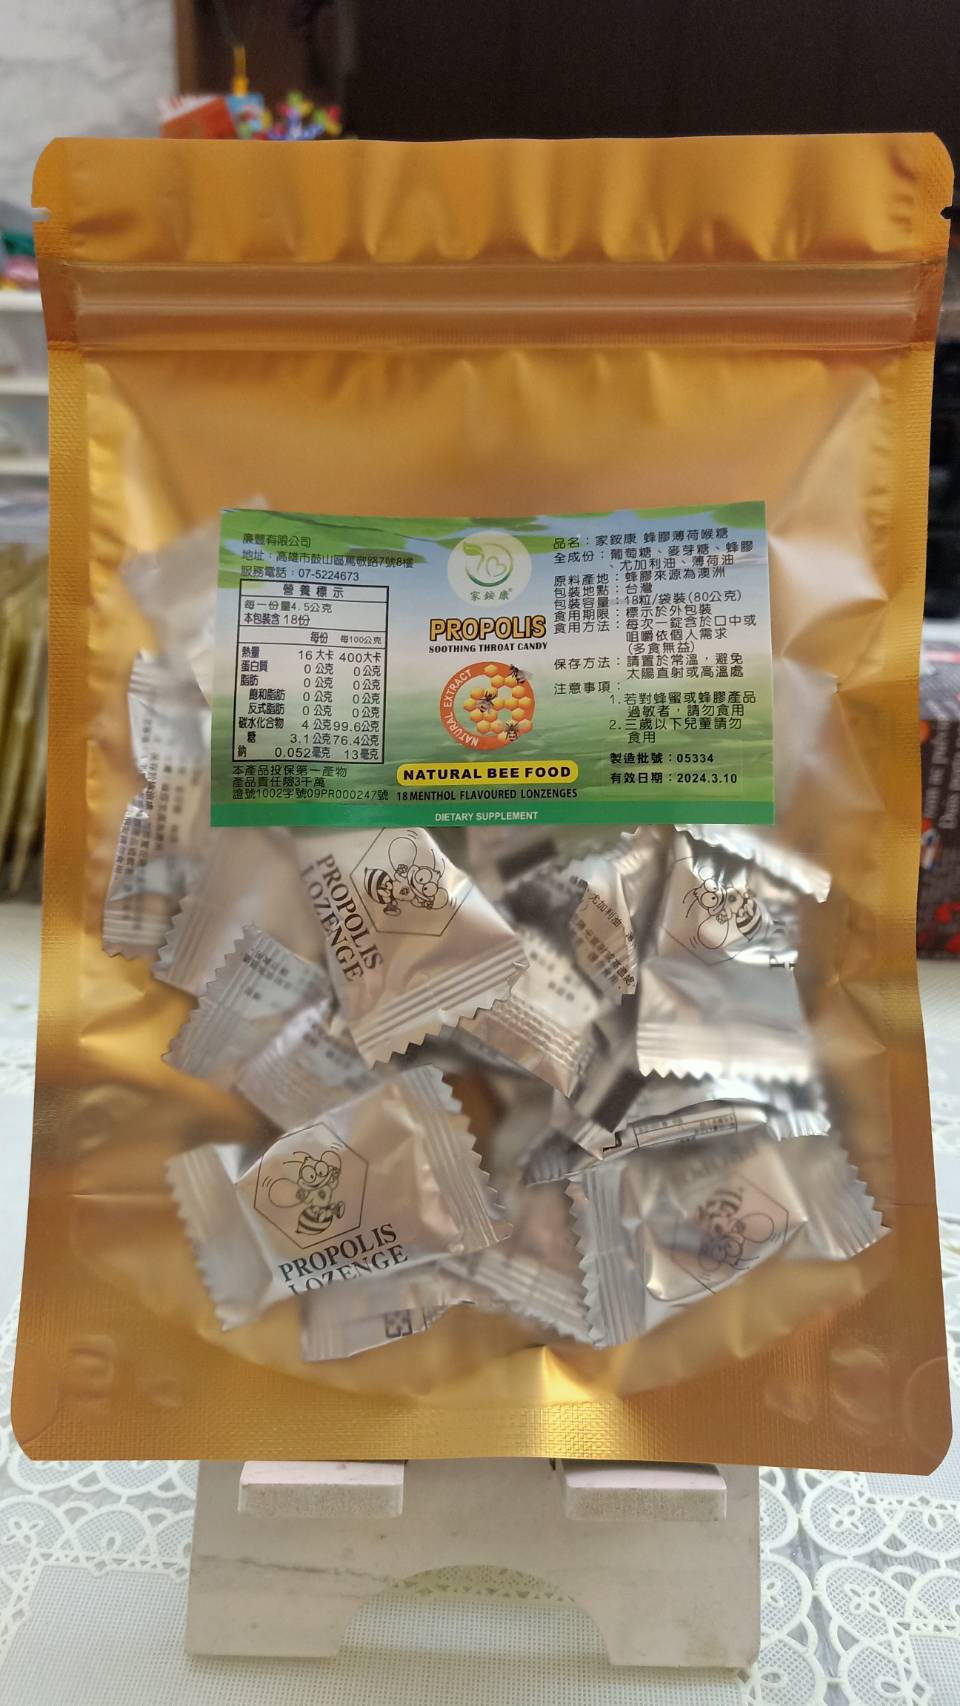 康豐有限公司
地址：高雄市鼓山區篤敬路7號8樓
服務電話：07-5224673
營養標示
每一份量4.5公克
本包裝含 18份
每份 每100公克
熱量 16 大卡 400大卡
蛋白質 0 公克 0公克
脂肪 0 公克 0公克
飽和脂肪 0 公克 0公克
反式脂肪 0 公克 0公克
碳水化合物 4 公克 99.6公克
糖 3.1 公克 76.4公克
鈉 0.052毫克 13毫克
本產品投保第一產物
產品責任險3千萬
證號1002字號09PR000247號
家銨康®
PROPOLIS
SOOTHING THROAT CANDY
NATURAL EXTRACT
NATURAL BEE FOOD
18 MENTHOL FLAVOURED LONZENGES
DIETARY SUPPLEMENT
品名：家銨康 蜂膠薄荷喉糖
全成份：葡萄糖、麥芽糖、蜂膠
、尤加利油、薄荷油
原料產地：蜂膠來源為澳洲
包裝地點：台灣
包裝容量：18粒/袋裝(80公克)
食用期限：標示於外包裝
食用方法：每次一錠含於口中或
咀嚼依個人需求
(多食無益)
保存方法：請置於常溫，避免
太陽直射或高溫處
注意事項：
1.若對蜂蜜或蜂膠產品
過敏者，請勿食用
2.三歲以下兒童請勿
食用
製造批號：05334
有效日期：2024.3.10
PROPOLIS
LOZENGE
尤加利油
PROPOLIS
LOZENGE